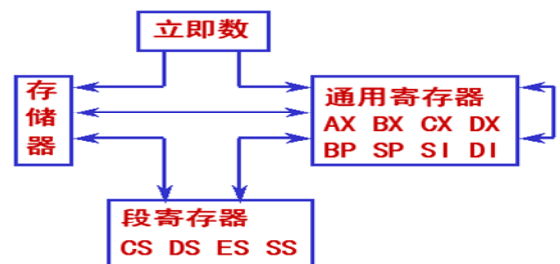 立即数
存
储
器
通用寄存器
AX BX CX DX
BP SP SI DI
段寄存器
CS DS ES SS